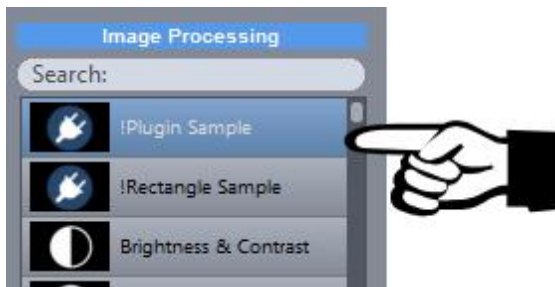 Image Processing
Search:
!Plugin Sample
!Rectangle Sample
Brightness & Contrast